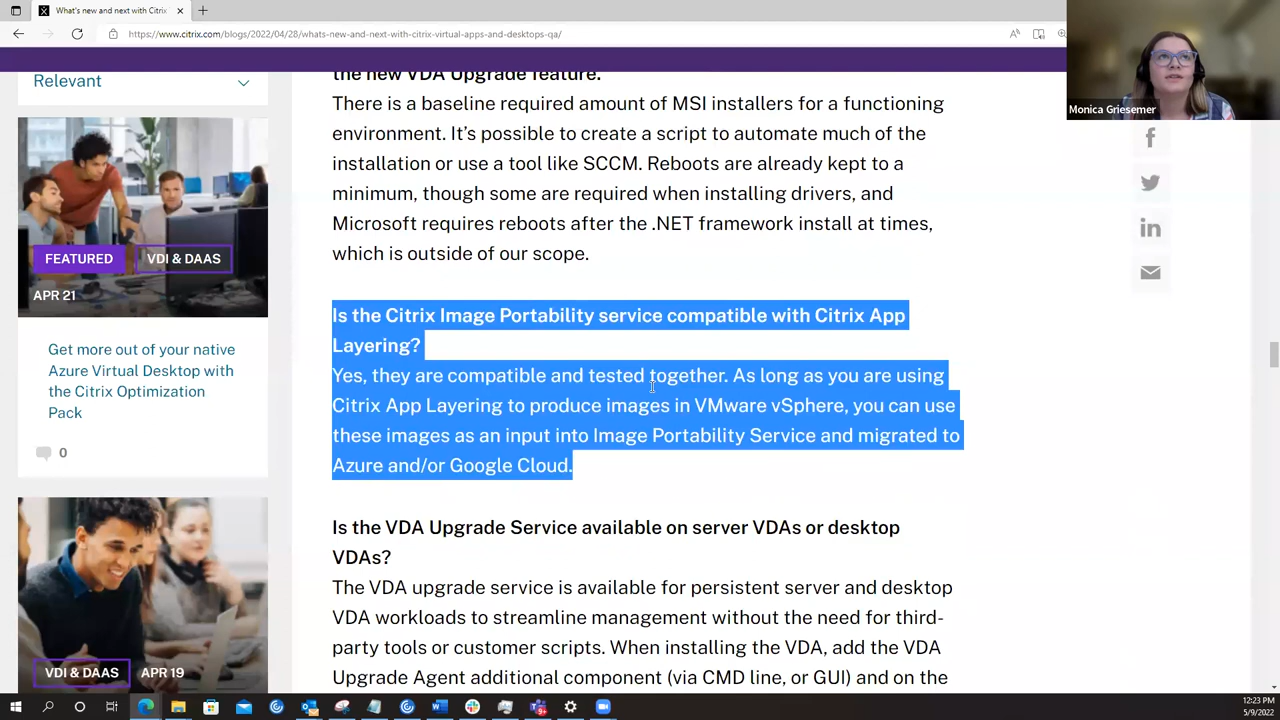 What's new and next with Citrix
https://www.citrix.com/blogs/2022/04/28/whats-new-and-next-with-citrix-virtual-apps-and-desktops-qa/
Monica Griesemer
Relevant
FEATURED
VDI & DAAS
APR 21
Get more out of your native
Azure Virtual Desktop with
the Citrix Optimization
Pack
0
VDI & DAAS
APR 19
the new VDA Upgrade feature.
There is a baseline required amount of MSI installers for a functioning
environment. It's possible to create a script to automate much of the
installation or use a tool like SCCM. Reboots are already kept to a
minimum, though some are required when installing drivers, and
Microsoft requires reboots after the .NET framework install at times,
which is outside of our scope.
Is the Citrix Image Portability service compatible with Citrix App
Layering?
Yes, they are compatible and tested together. As long as you are using
Citrix App Layering to produce images in VMware vSphere, you can use
these images as an input into Image Portability Service and migrated to
Azure and/or Google Cloud.
Is the VDA Upgrade Service available on server VDAs or desktop
VDAs?
The VDA upgrade service is available for persistent server and desktop
VDA workloads to streamline management without the need for third-
party tools or customer scripts. When installing the VDA, add the VDA
Upgrade Agent additional component (via CMD line, or GUI) and on the
12:23 PM
5/9/2022